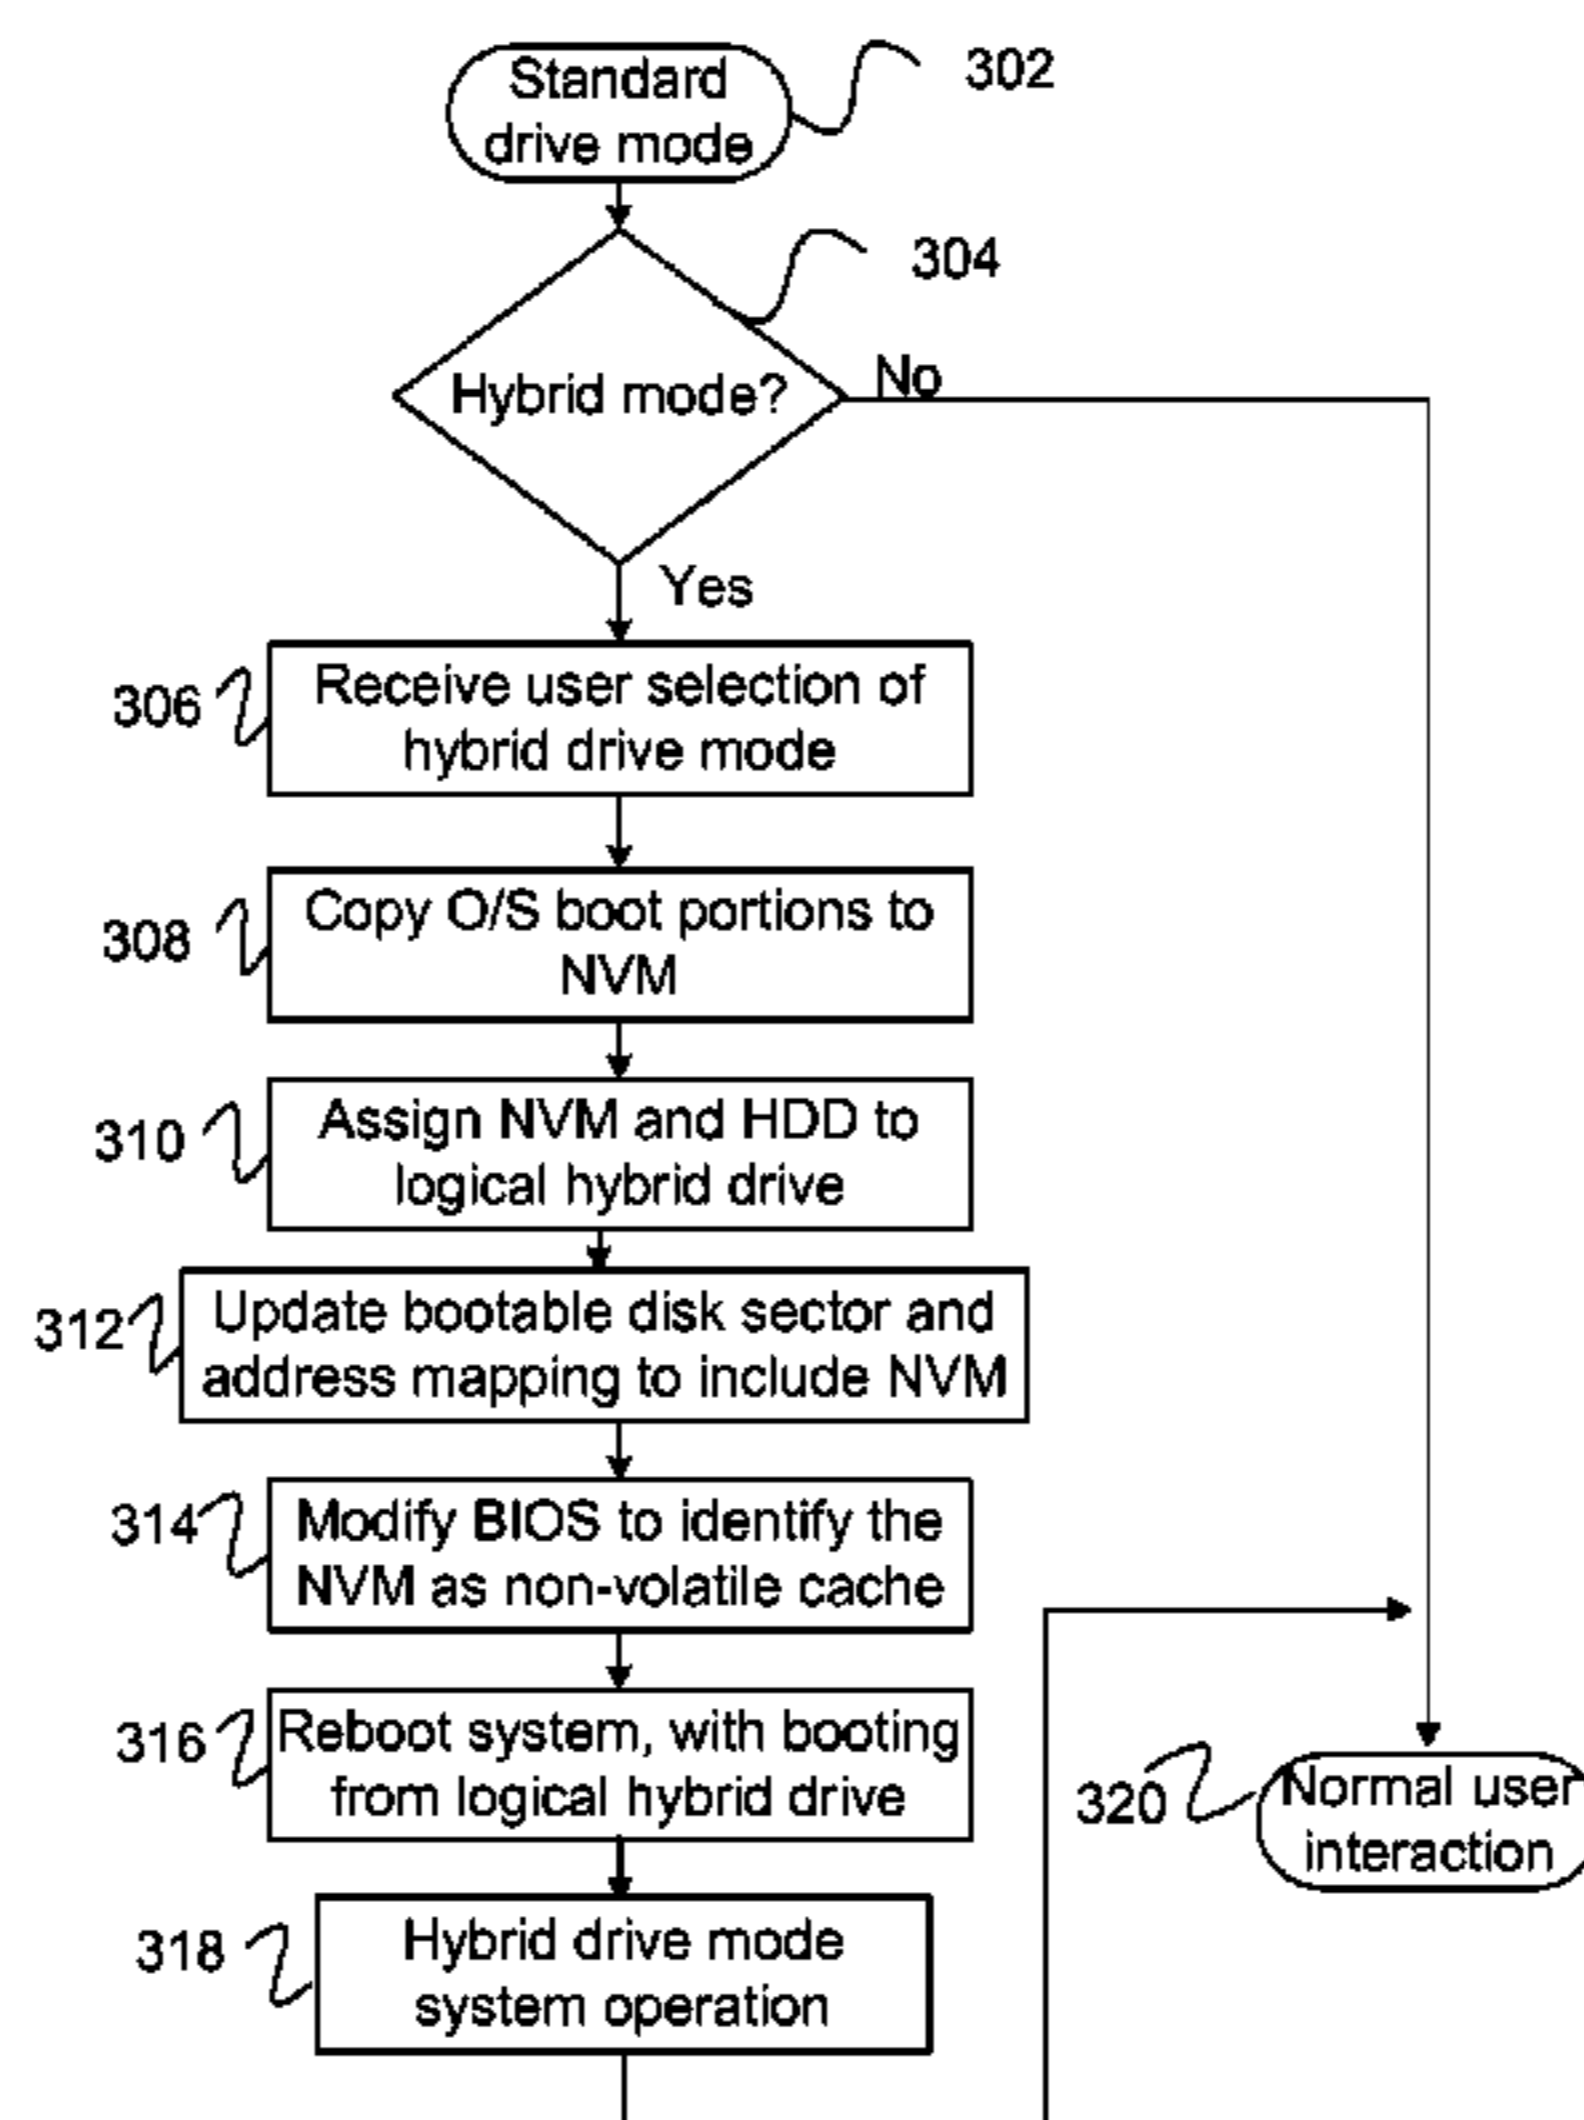 Standard
drive mode
302
304
Hybrid mode?
No
Yes
306
Receive user selection of
hybrid drive mode
308
Copy O/S boot portions to
NVM
310
Assign NVM and HDD to
logical hybrid drive
312
Update bootable disk sector and
address mapping to include NVM
314
Modify BIOS to identify the
NVM as non-volatile cache
316
Reboot system, with booting
from logical hybrid drive
320
Normal user
interaction
318
Hybrid drive mode
system operation